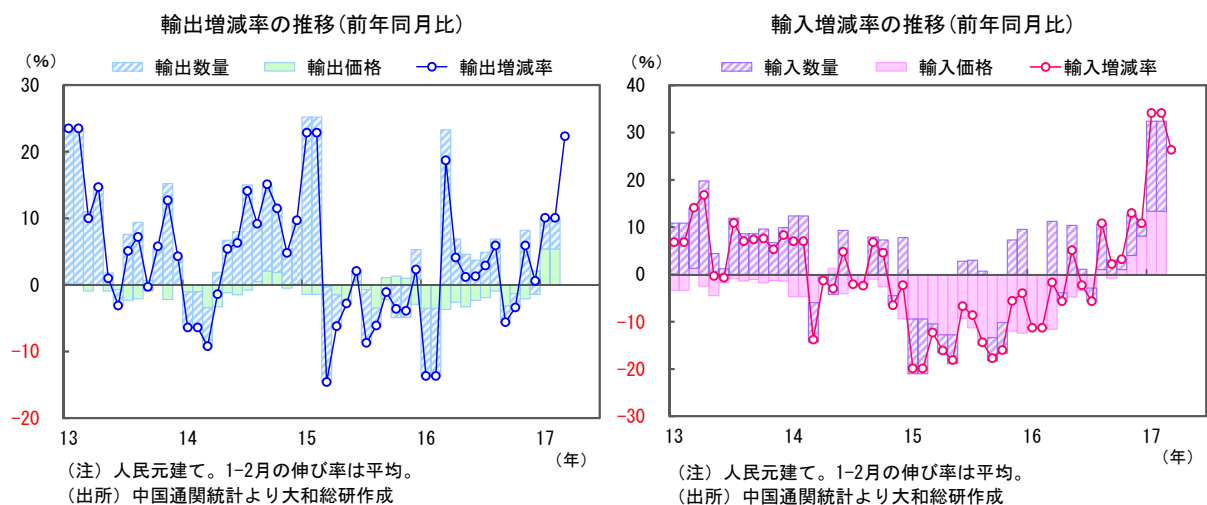 輸出増減率の推移(前年同月比)
(%)
輸出数量 輸出価格 輸出増減率
30
20
10
0
-10
-20
13 14 15 16 17
(年)
(注)人民元建て。1-2月の伸び率は平均。
(出所)中国通関統計より大和総研作成
輸入増減率の推移(前年同月比)
(%)
輸入数量 輸入価格 輸入増減率
40
30
20
10
0
-10
-20
-30
13 14 15 16 17
(年)
(注)人民元建て。1-2月の伸び率は平均。
(出所)中国通関統計より大和総研作成